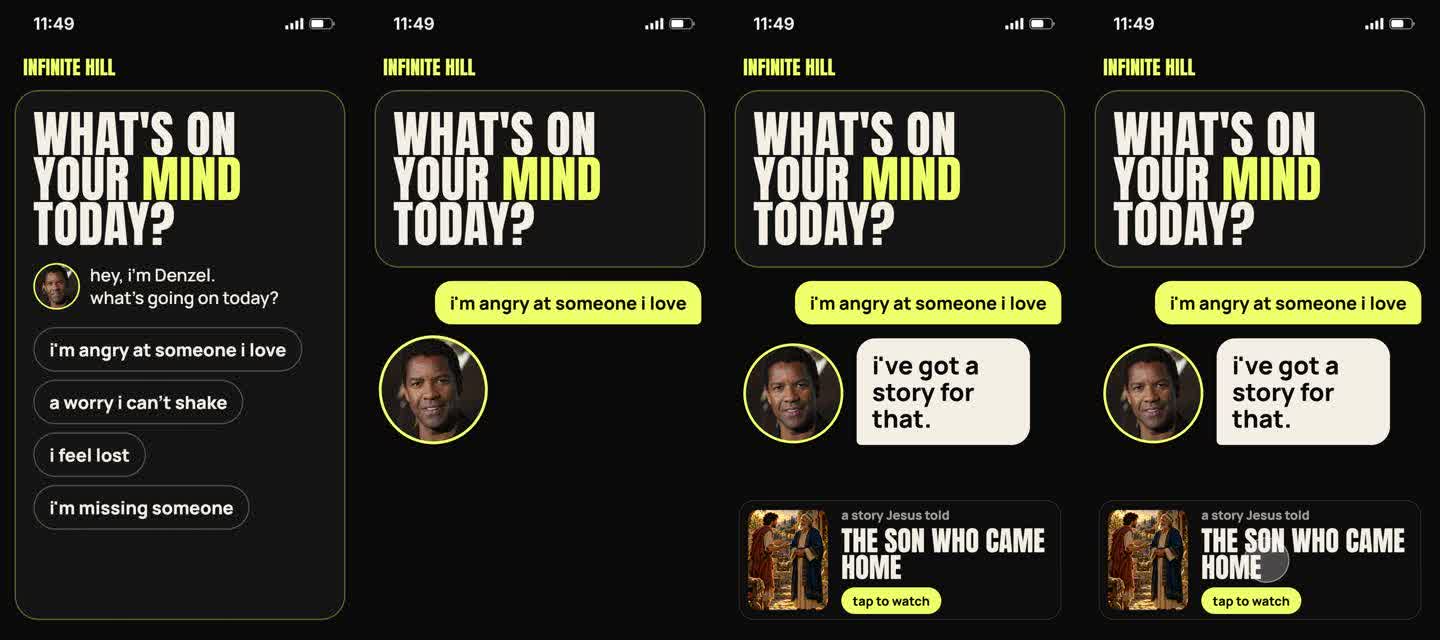 11:49
INFINITE HILL
WHAT'S ON
YOUR MIND
TODAY?
hey, i'm Denzel.
what's going on today?
i'm angry at someone i love
a worry i can't shake
i feel lost
i'm missing someone
11:49
INFINITE HILL
WHAT'S ON
YOUR MIND
TODAY?
i'm angry at someone i love
11:49
INFINITE HILL
WHAT'S ON
YOUR MIND
TODAY?
i'm angry at someone i love
i've got a
story for
that.
a story Jesus told
THE SON WHO CAME
HOME
tap to watch
11:49
INFINITE HILL
WHAT'S ON
YOUR MIND
TODAY?
i'm angry at someone i love
i've got a
story for
that.
a story Jesus told
THE SON WHO CAME
HOME
tap to watch